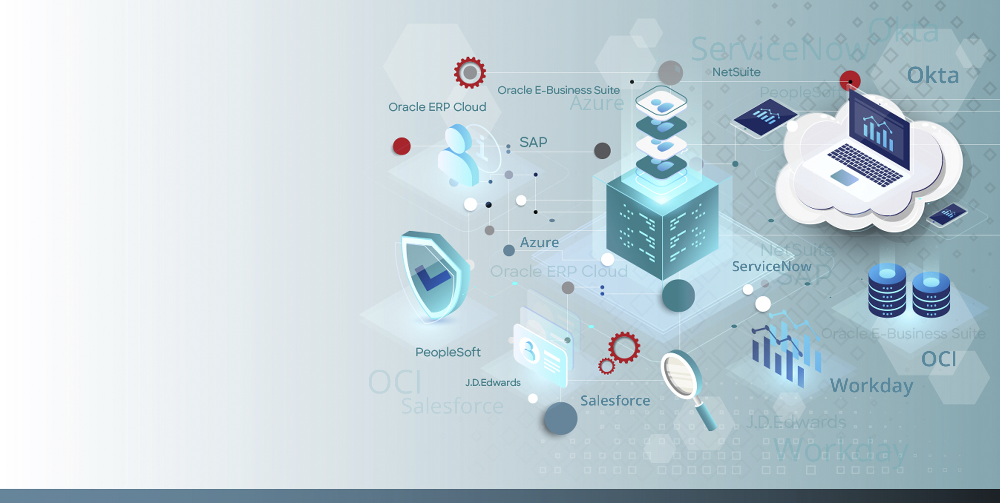 Okta
ServiceNow
NetSuite
Okta
Oracle E-Business Suite
PeopleSoft
Azure
Oracle ERP Cloud
SAP
Azure
NetSuite
ServiceNow
Oracle ERP Cloud
SAP
Oracle E-Business Suite
PeopleSoft
OCI
OCI
J.D.Edwards
Workday
Salesforce
Salesforce
J.D.Edwards
Workday